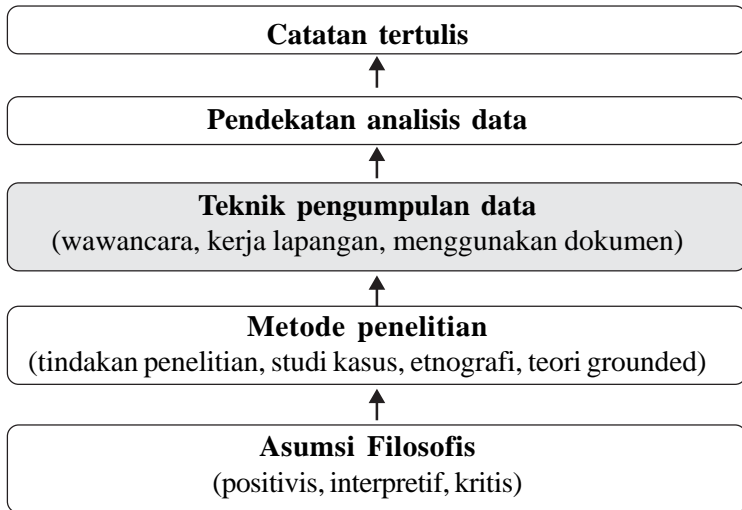 Catatan tertulis
Pendekatan analisis data
Teknik pengumpulan data
(wawancara, kerja lapangan, menggunakan dokumen)
Metode penelitian
(tindakan penelitian, studi kasus, etnografi, teori grounded)
Asumsi Filosofis
(positivis, interpretif, kritis)